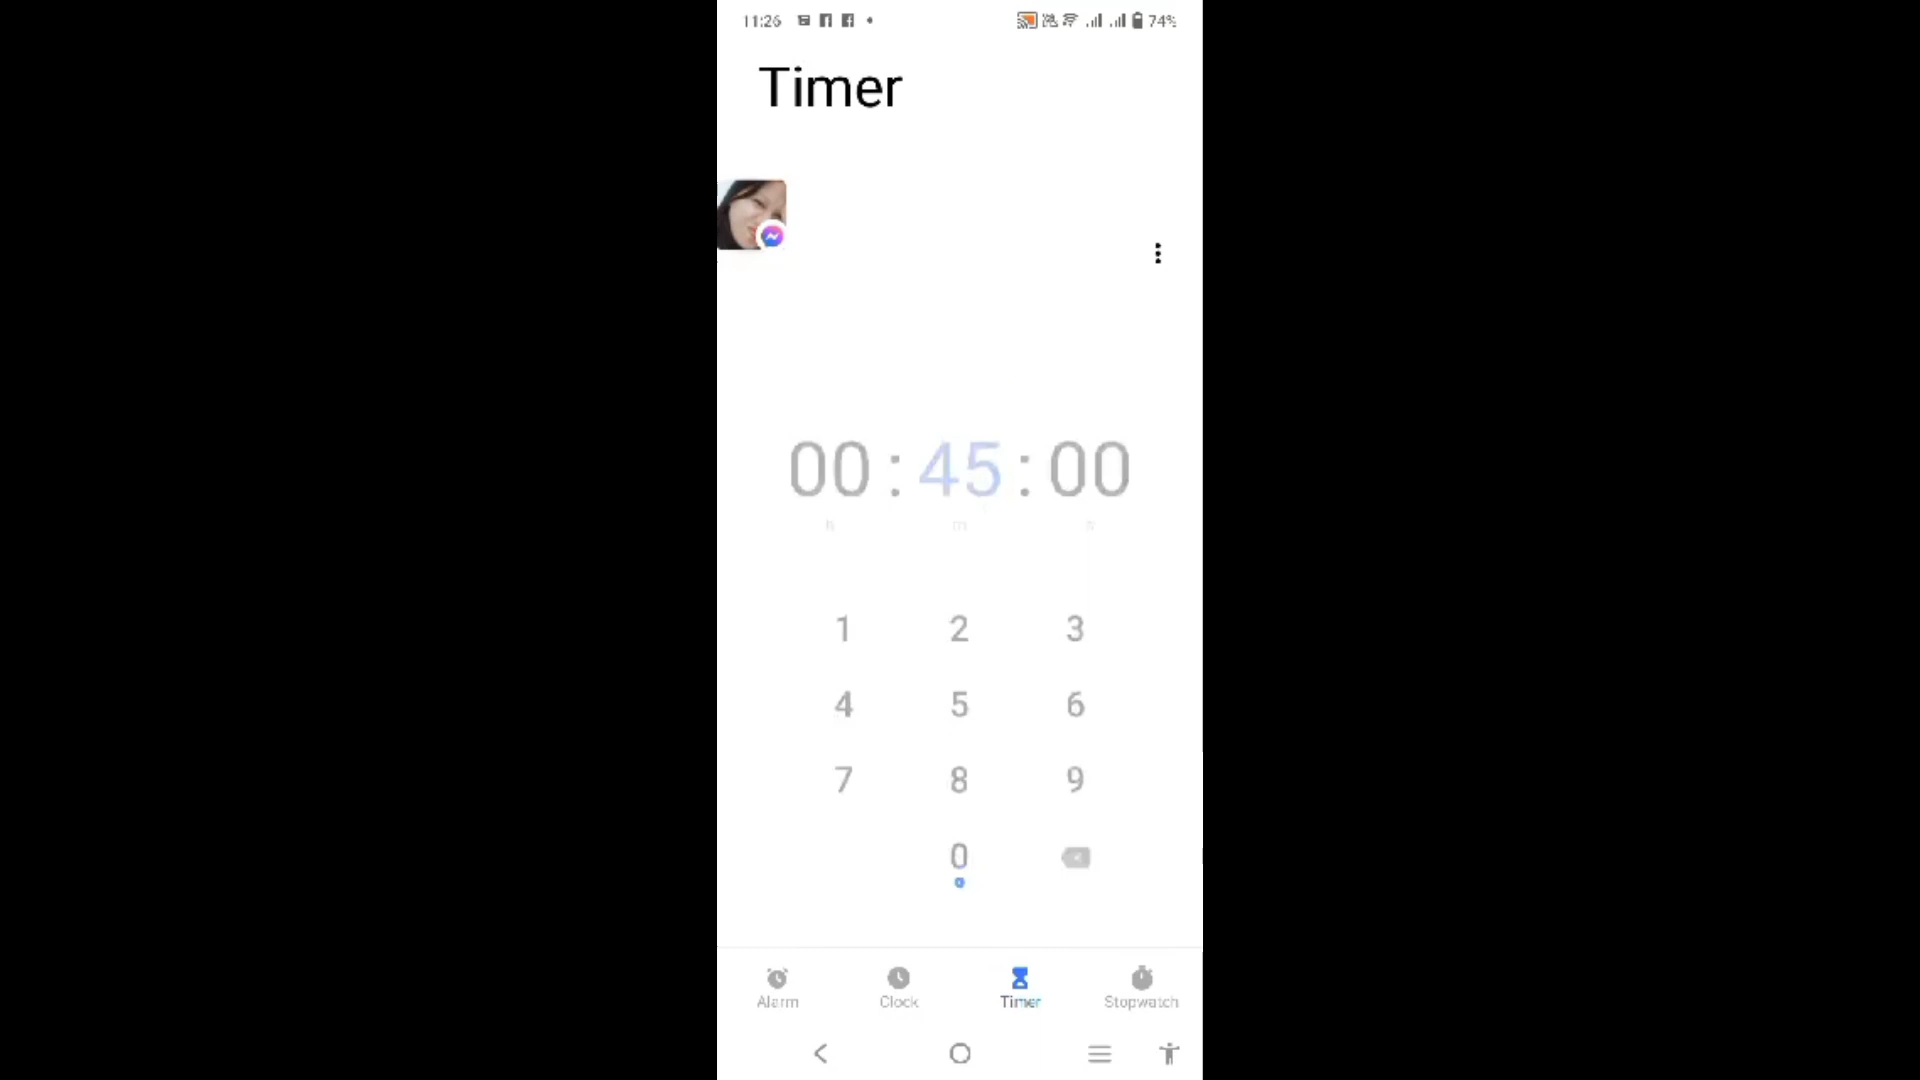 11:26 74%
Timer
00 : 45 : 00
h m s
1 2 3
4 5 6
7 8 9
0
Alarm Clock Timer Stopwatch